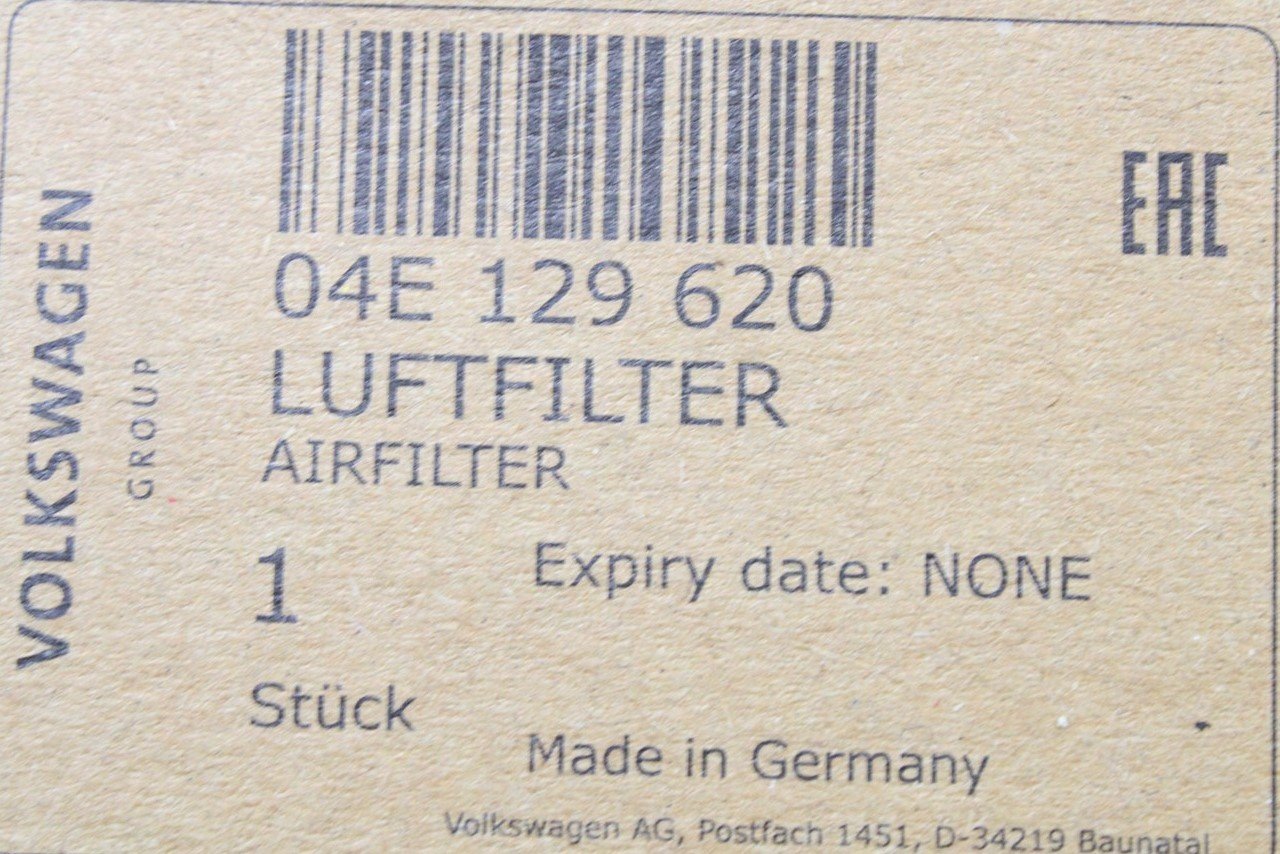 VOLKSWAGEN
GROUP
EAC
04E 129 620
LUFTFILTER
AIRFILTER
1
Expiry date: NONE
Stück
Made in Germany
Volkswagen AG, Postfach 1451, D-34219 Baunatal